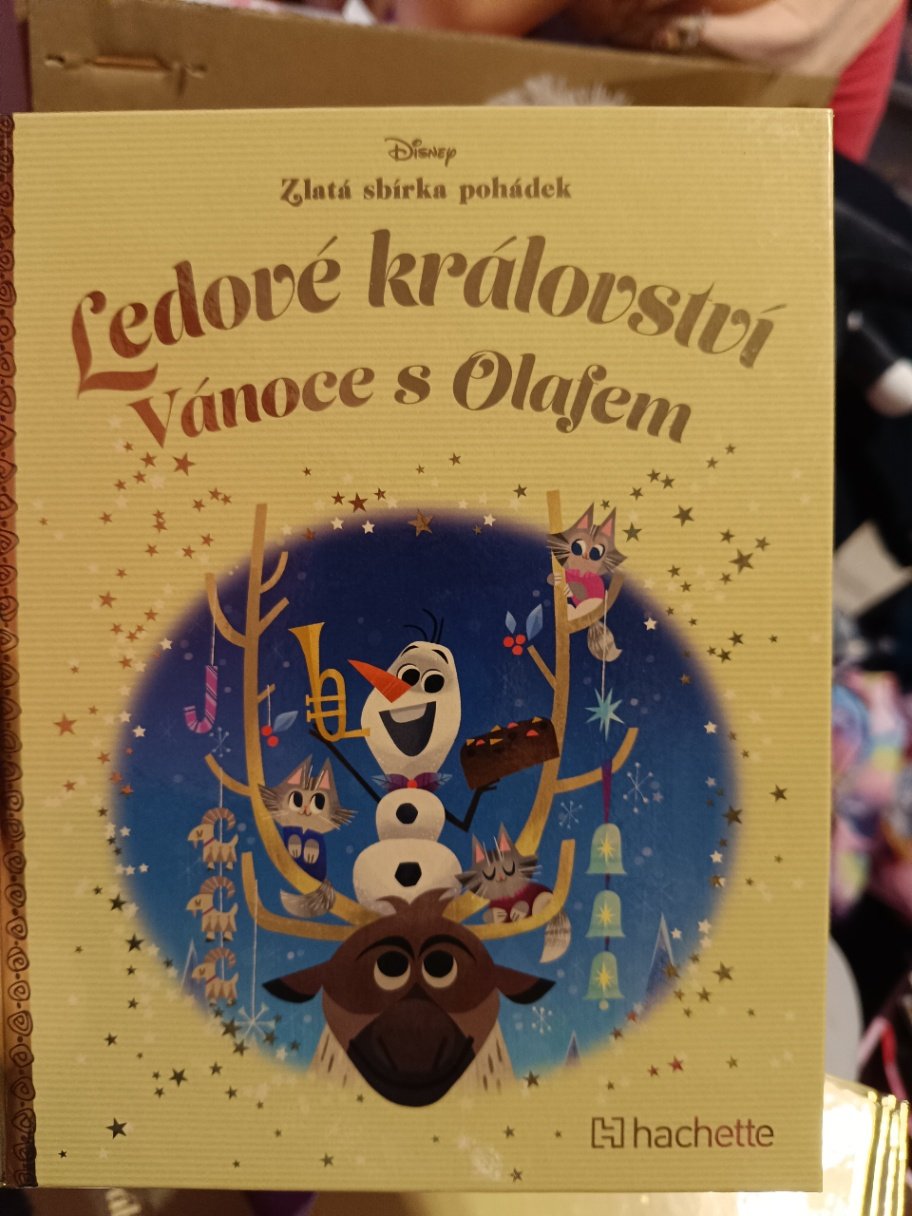 Disney
Zlatá sbírka pohádek
Ledové království
Vánoce s Olafem
hachette